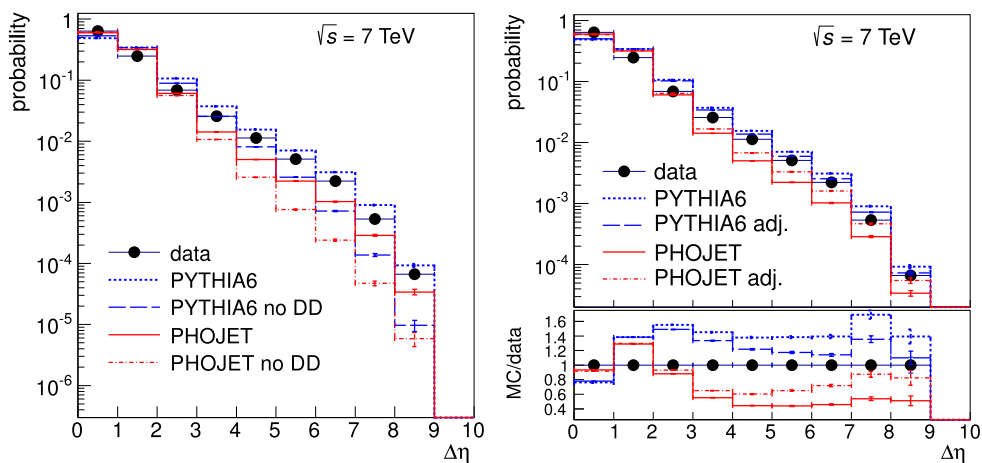 √s = 7 TeV
probability
1
10⁻¹
10⁻²
10⁻³
10⁻⁴
10⁻⁵
10⁻⁶
data
PYTHIA6
PYTHIA6 no DD
PHOJET
PHOJET no DD
0 1 2 3 4 5 6 7 8 9 10
Δη
√s = 7 TeV
probability
1
10⁻¹
10⁻²
10⁻³
10⁻⁴
data
PYTHIA6
PYTHIA6 adj.
PHOJET
PHOJET adj.
MC/data
1.6
1.4
1.2
1
0.8
0.6
0.4
0 1 2 3 4 5 6 7 8 9 10
Δη